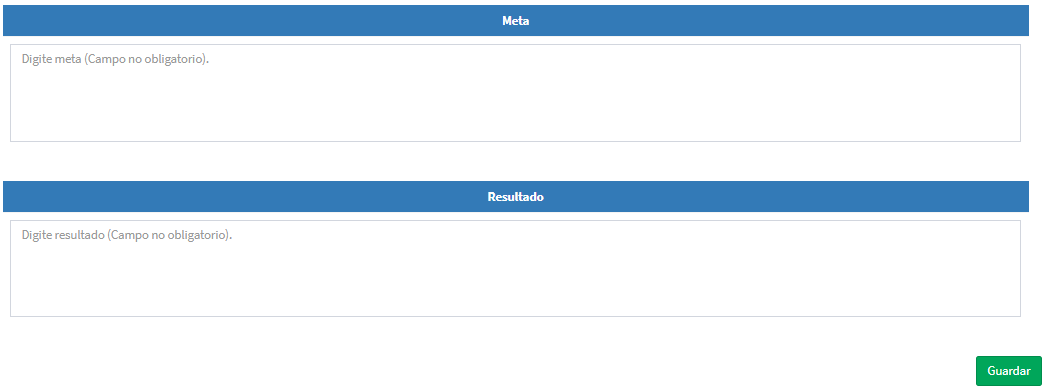 Meta
Digite meta (Campo no obligatorio).
Resultado
Digite resultado (Campo no obligatorio).
Guardar